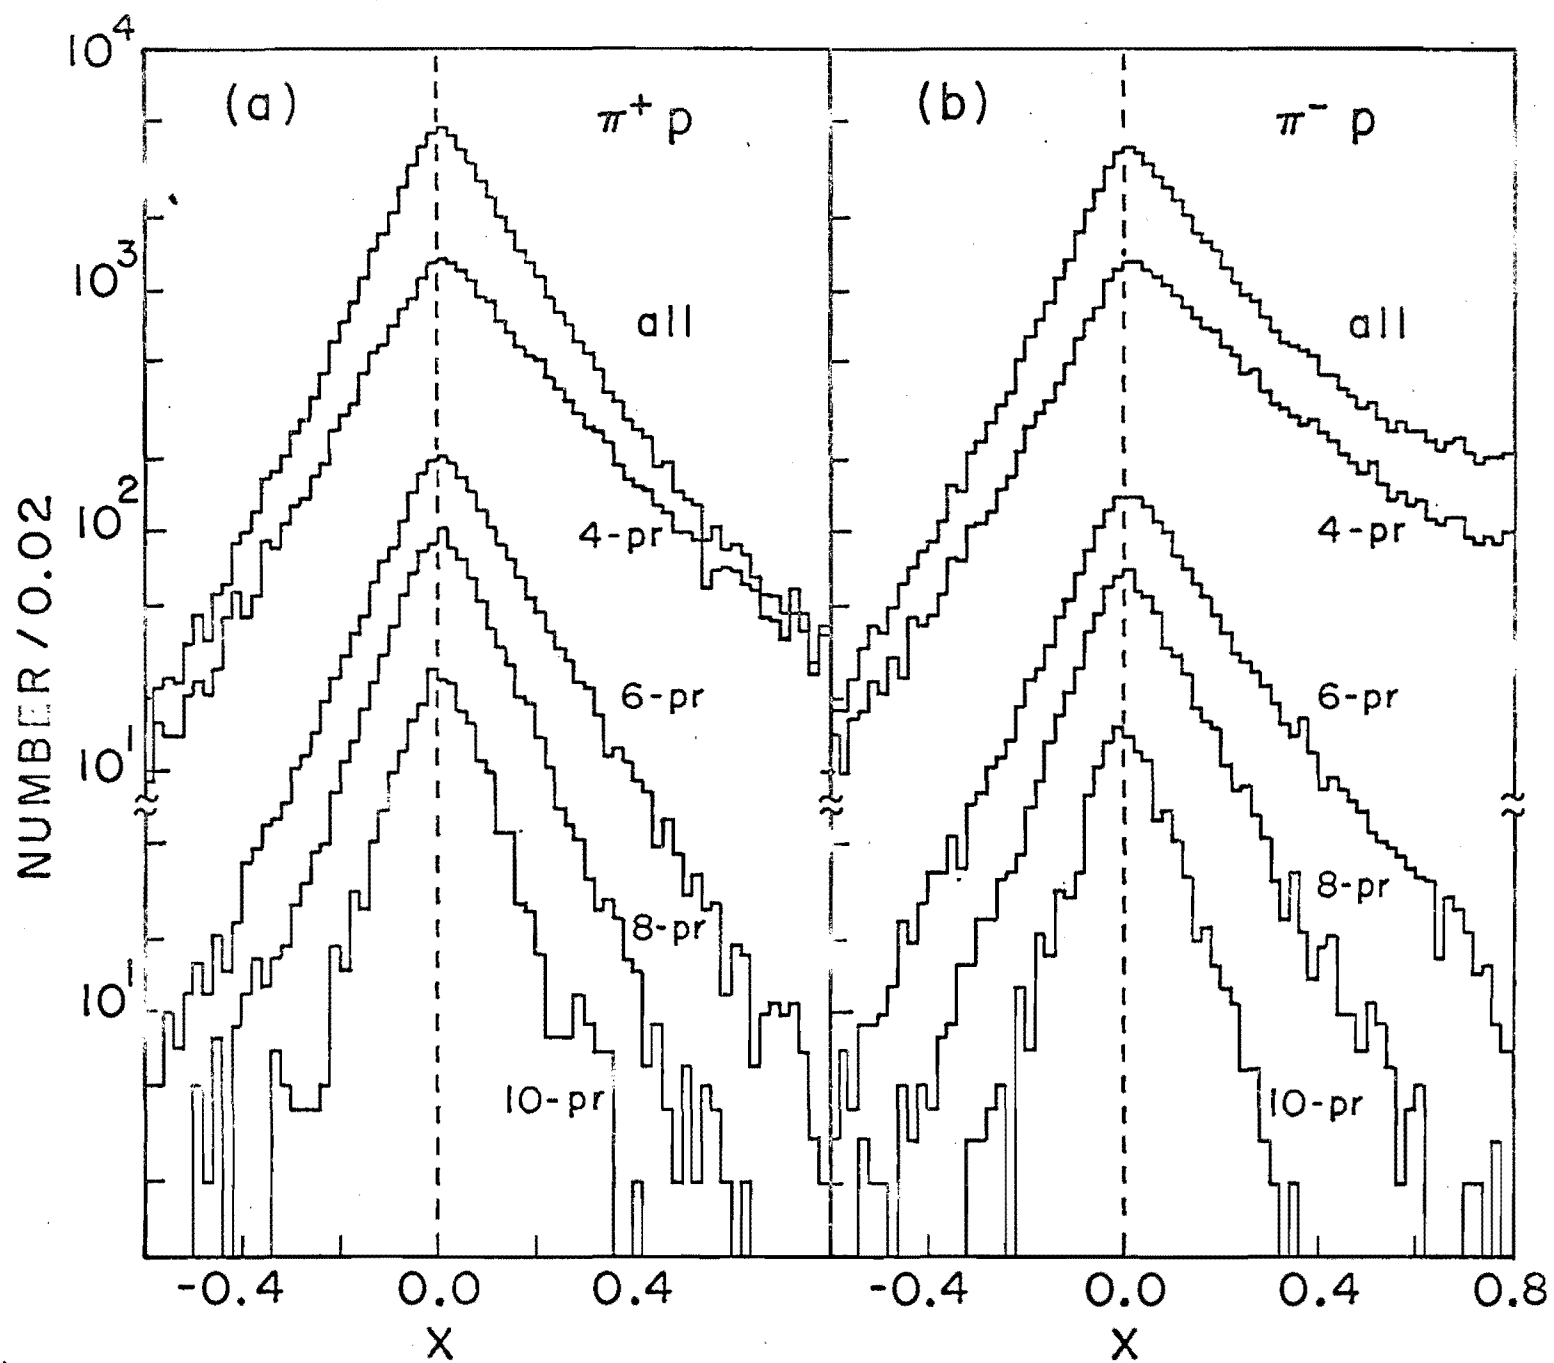 10⁴
(a)
π⁺p
(b)
π⁻ p
10³
all
all
10²
4-pr
4-pr
NUMBER / 0.02
6-pr
6-pr
10¹
8-pr
8-pr
10¹
10-pr
10-pr
-0.4
0.0
0.4
-0.4
0.0
0.4
0.8
X
X